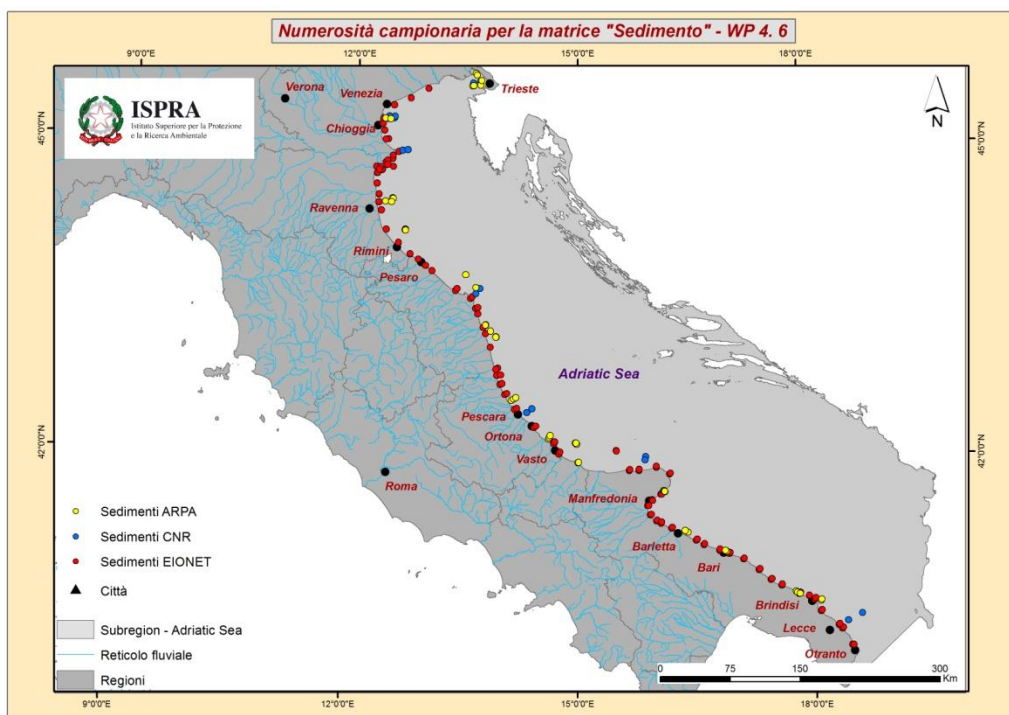 Numerosità campionaria per la matrice "Sedimento" - WP 4. 6
9°0'0"E
12°0'0"E
15°0'0"E
18°0'0"E
ISPRA
Istituto Superiore per la Protezione
e la Ricerca Ambientale
N
45°0'0"N
45°0'0"N
Verona
Venezia
Trieste
Chioggia
Ravenna
Rimini
Pesaro
Adriatic Sea
Pescara
Ortona
Vasto
42°0'0"N
42°0'0"N
Roma
Manfredonia
Barletta
Bari
Brindisi
Lecce
Otranto
Sedimenti ARPA
Sedimenti CNR
Sedimenti EIONET
Città
Subregion - Adriatic Sea
Reticolo fluviale
Regioni
0 75 150 300
Km
9°0'0"E
12°0'0"E
15°0'0"E
18°0'0"E